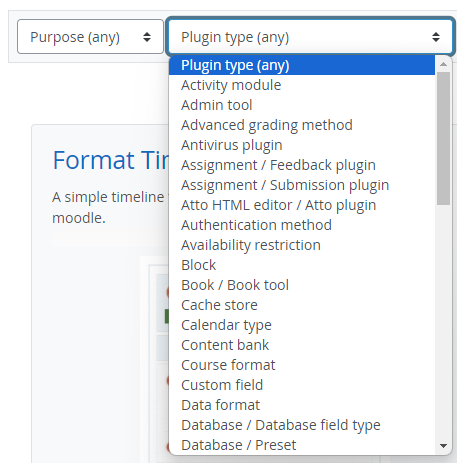 Purpose (any)
Plugin type (any)
Plugin type (any)
Activity module
Admin tool
Advanced grading method
Antivirus plugin
Assignment / Feedback plugin
Assignment / Submission plugin
Atto HTML editor / Atto plugin
Authentication method
Availability restriction
Block
Book / Book tool
Cache store
Calendar type
Content bank
Course format
Custom field
Data format
Database / Database field type
Database / Preset
Format
A simple timeline
moodle.